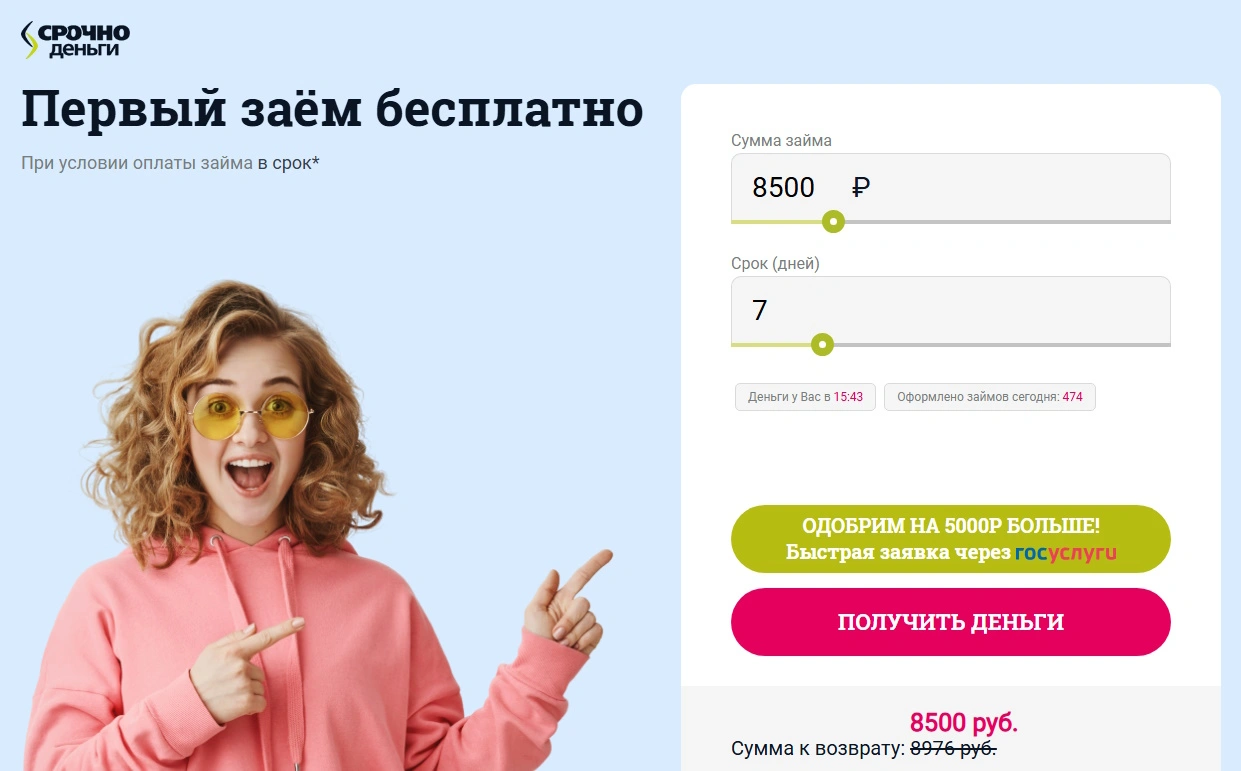 СРОЧНО
деньги
Первый заём бесплатно
При условии оплаты займа в срок*
Сумма займа
8500 ₽
Срок (дней)
7
Деньги у Вас в 15:43
Оформлено займов сегодня: 474
ОДОБРИМ НА 5000Р БОЛЬШЕ!
Быстрая заявка через госуслуги
ПОЛУЧИТЬ ДЕНЬГИ
8500 руб.
Сумма к возврату: 8976 руб.